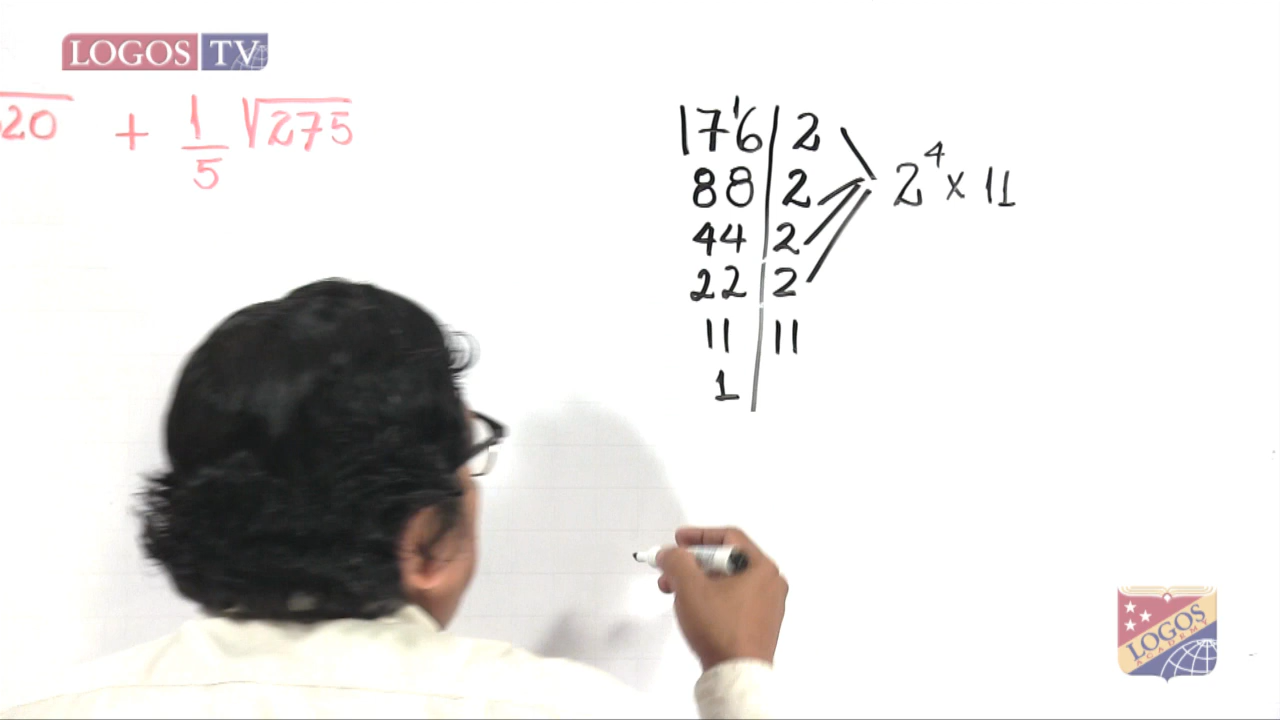 LOGOS TV
20 + 1/5 √275
176 | 2
88 | 2
44 | 2
22 | 2
11 | 11
1
2⁴ x 11
LOGOS
ACADEMY